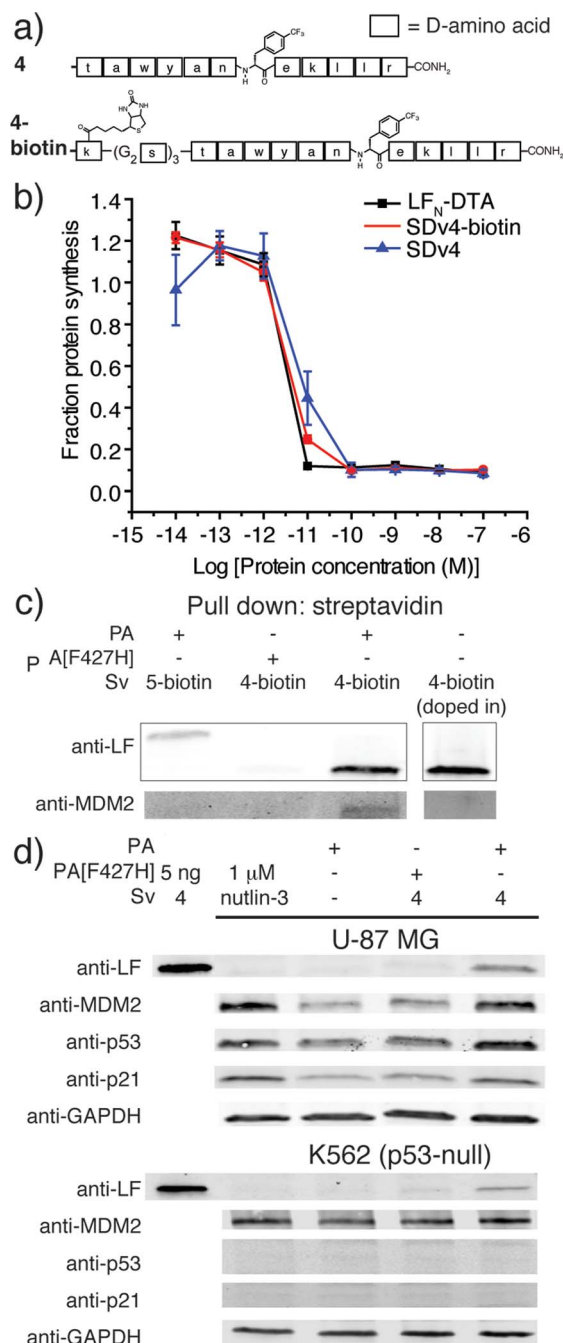 a)
□ = D-amino acid
4
t a w y a n N H O CF3 e k l l r CONH2
4-biotin
O HN NH S O
k (G2 s )3 t a w y a n N H O CF3 e k l l r CONH2
b)
LFN-DTA
SDv4-biotin
SDv4
Fraction protein synthesis
1.4
1.2
1.0
0.8
0.6
0.4
0.2
0.0
-15 -14 -13 -12 -11 -10 -9 -8 -7 -6
Log [Protein concentration (M)]
c)
Pull down: streptavidin
PA + - + -
P A[F427H] - + - -
Sv 5-biotin 4-biotin 4-biotin 4-biotin
(doped in)
anti-LF
anti-MDM2
d)
PA + - +
PA[F427H] 5 ng 1 μM - + -
Sv 4 nutlin-3 - 4 4
U-87 MG
anti-LF
anti-MDM2
anti-p53
anti-p21
anti-GAPDH
K562 (p53-null)
anti-LF
anti-MDM2
anti-p53
anti-p21
anti-GAPDH